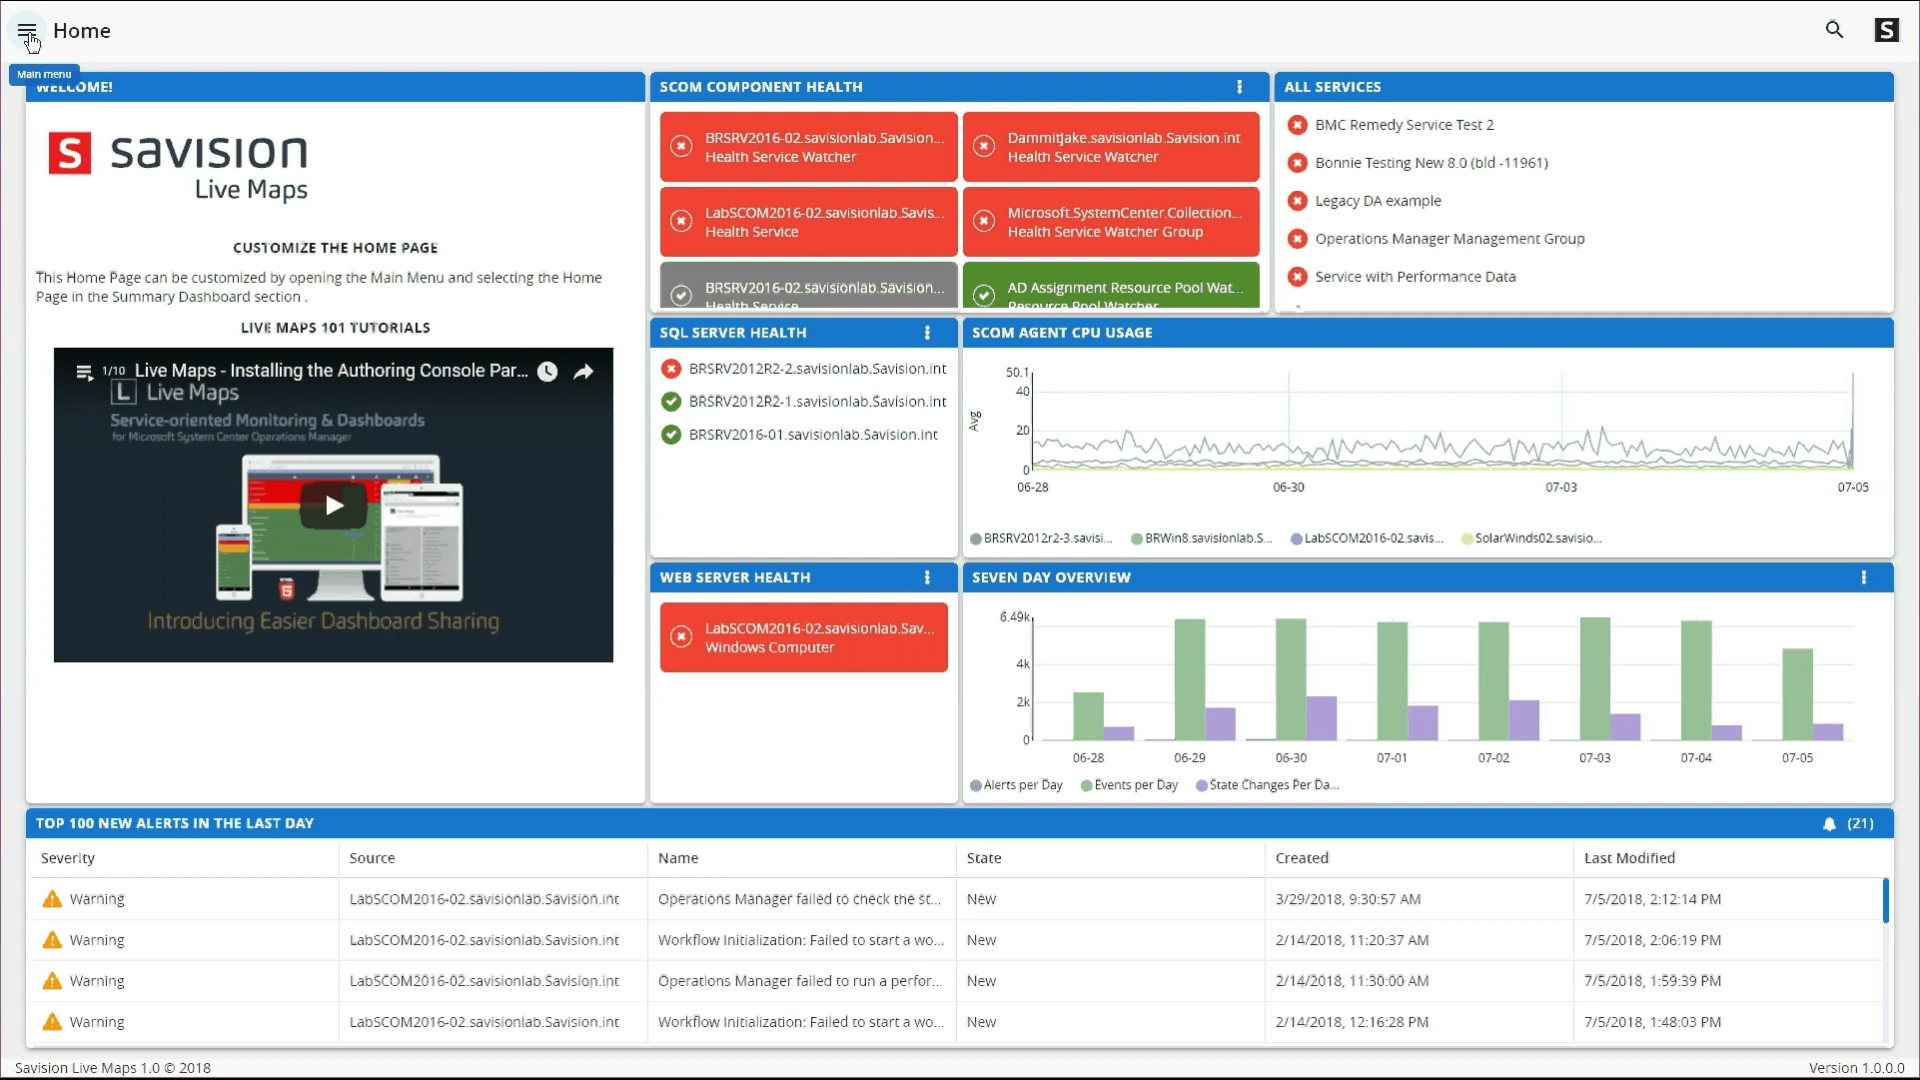 Home
S
Main menu
WELCOME!
S savision
Live Maps
CUSTOMIZE THE HOME PAGE
This Home Page can be customized by opening the Main Menu and selecting the Home
Page in the Summary Dashboard section .
LIVE MAPS 101 TUTORIALS
1/10 Live Maps - Installing the Authoring Console Par...
L Live Maps
Service-oriented Monitoring & Dashboards
for Microsoft System Center Operations Manager
Introducing Easier Dashboard Sharing
SCOM COMPONENT HEALTH
BRSRV2016-02.savisionlab.Savision...
Health Service Watcher
DammitJake.savisionlab.Savision.int
Health Service Watcher
LabSCOM2016-02.savisionlab.Savis...
Health Service
Microsoft.SystemCenter.Collection...
Health Service Watcher Group
BRSRV2016-02.savisionlab.Savision...
Health Service
AD Assignment Resource Pool Wat...
Resource Pool Watcher
ALL SERVICES
BMC Remedy Service Test 2
Bonnie Testing New 8.0 (bld -11961)
Legacy DA example
Operations Manager Management Group
Service with Performance Data
SQL SERVER HEALTH
BRSRV2012R2-2.savisionlab.Savision.int
BRSRV2012R2-1.savisionlab.Savision.int
BRSRV2016-01.savisionlab.Savision.int
SCOM AGENT CPU USAGE
Avg
50.1
40
20
0
06-28 06-30 07-03 07-05
BRSRV2012r2-3.savisi... BRWin8.savisionlab.S... LabSCOM2016-02.savis... SolarWinds02.savisio...
WEB SERVER HEALTH
LabSCOM2016-02.savisionlab.Sav...
Windows Computer
SEVEN DAY OVERVIEW
6.49k
4k
2k
0
06-28 06-29 06-30 07-01 07-02 07-03 07-04 07-05
Alerts per Day Events per Day State Changes Per Da...
TOP 100 NEW ALERTS IN THE LAST DAY (21)
Severity Source Name State Created Last Modified
Warning LabSCOM2016-02.savisionlab.Savision.int Operations Manager failed to check the st... New 3/29/2018, 9:30:57 AM 7/5/2018, 2:12:14 PM
Warning LabSCOM2016-02.savisionlab.Savision.int Workflow Initialization: Failed to start a wo... New 2/14/2018, 11:20:37 AM 7/5/2018, 2:06:19 PM
Warning LabSCOM2016-02.savisionlab.Savision.int Operations Manager failed to run a perfor... New 2/14/2018, 11:30:00 AM 7/5/2018, 1:59:39 PM
Warning LabSCOM2016-02.savisionlab.Savision.int Workflow Initialization: Failed to start a wo... New 2/14/2018, 12:16:28 PM 7/5/2018, 1:48:03 PM
Savision Live Maps 1.0 © 2018
Version 1.0.0.0